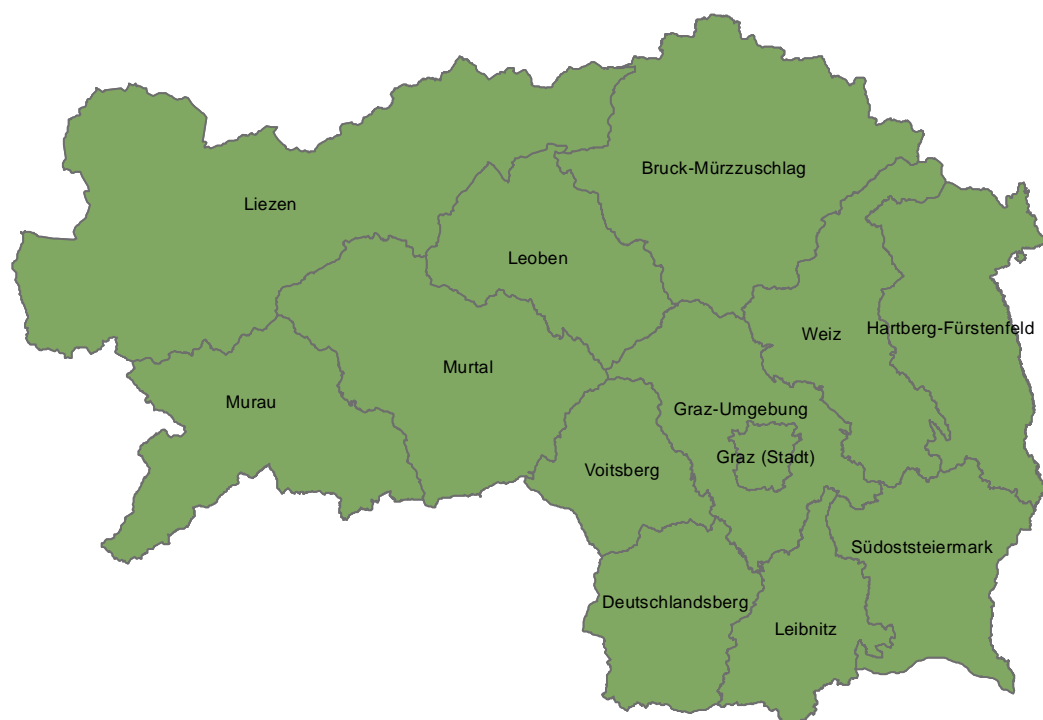 Bruck-Mürzzuschlag
Liezen
Leoben
Weiz
Hartberg-Fürstenfeld
Murtal
Murau
Graz-Umgebung
Graz (Stadt)
Voitsberg
Südoststeiermark
Deutschlandsberg
Leibnitz